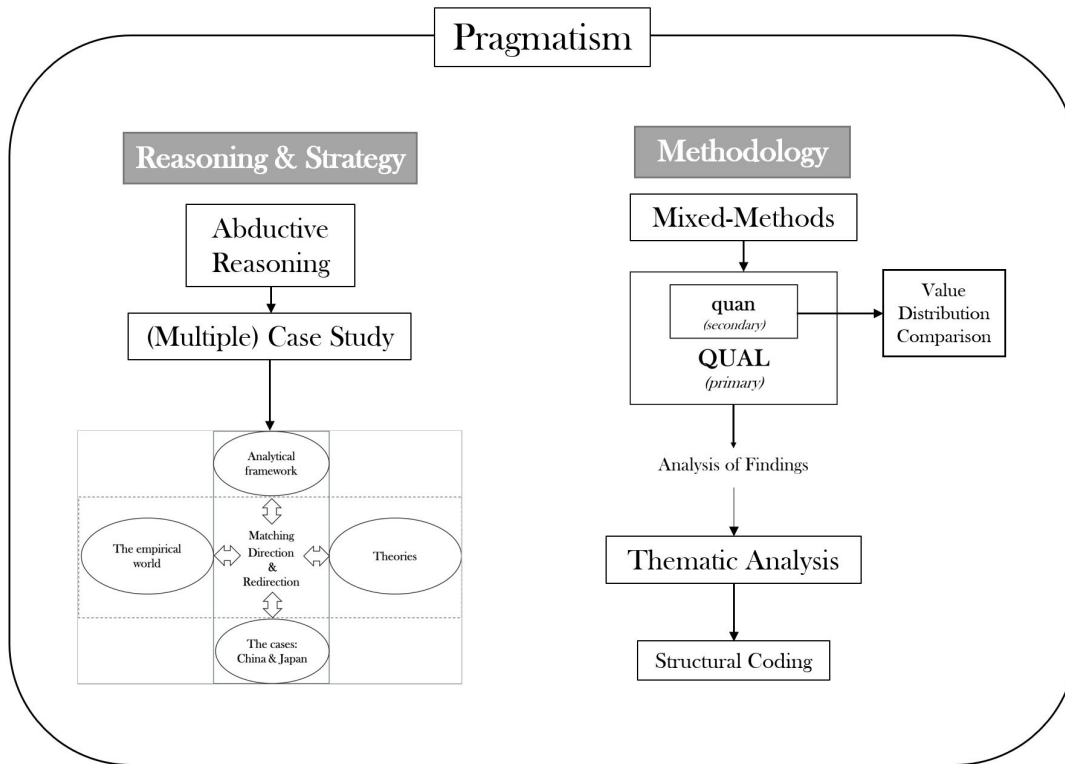 Pragmatism
Reasoning & Strategy
Abductive
Reasoning
(Multiple) Case Study
Analytical
framework
The empirical
world
Matching
Direction
&
Redirection
Theories
The cases:
China & Japan
Methodology
Mixed-Methods
quan
(secondary)
QUAL
(primary)
Value
Distribution
Comparison
Analysis of Findings
Thematic Analysis
Structural Coding